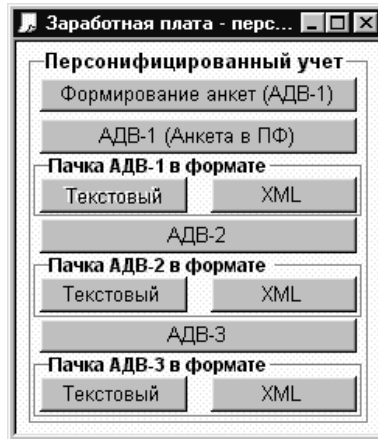 Заработная плата - перс...
Персонифицированный учет
Формирование анкет (АДВ-1)
АДВ-1 (Анкета в ПФ)
Пачка АДВ-1 в формате
Текстовый XML
АДВ-2
Пачка АДВ-2 в формате
Текстовый XML
АДВ-3
Пачка АДВ-3 в формате
Текстовый XML